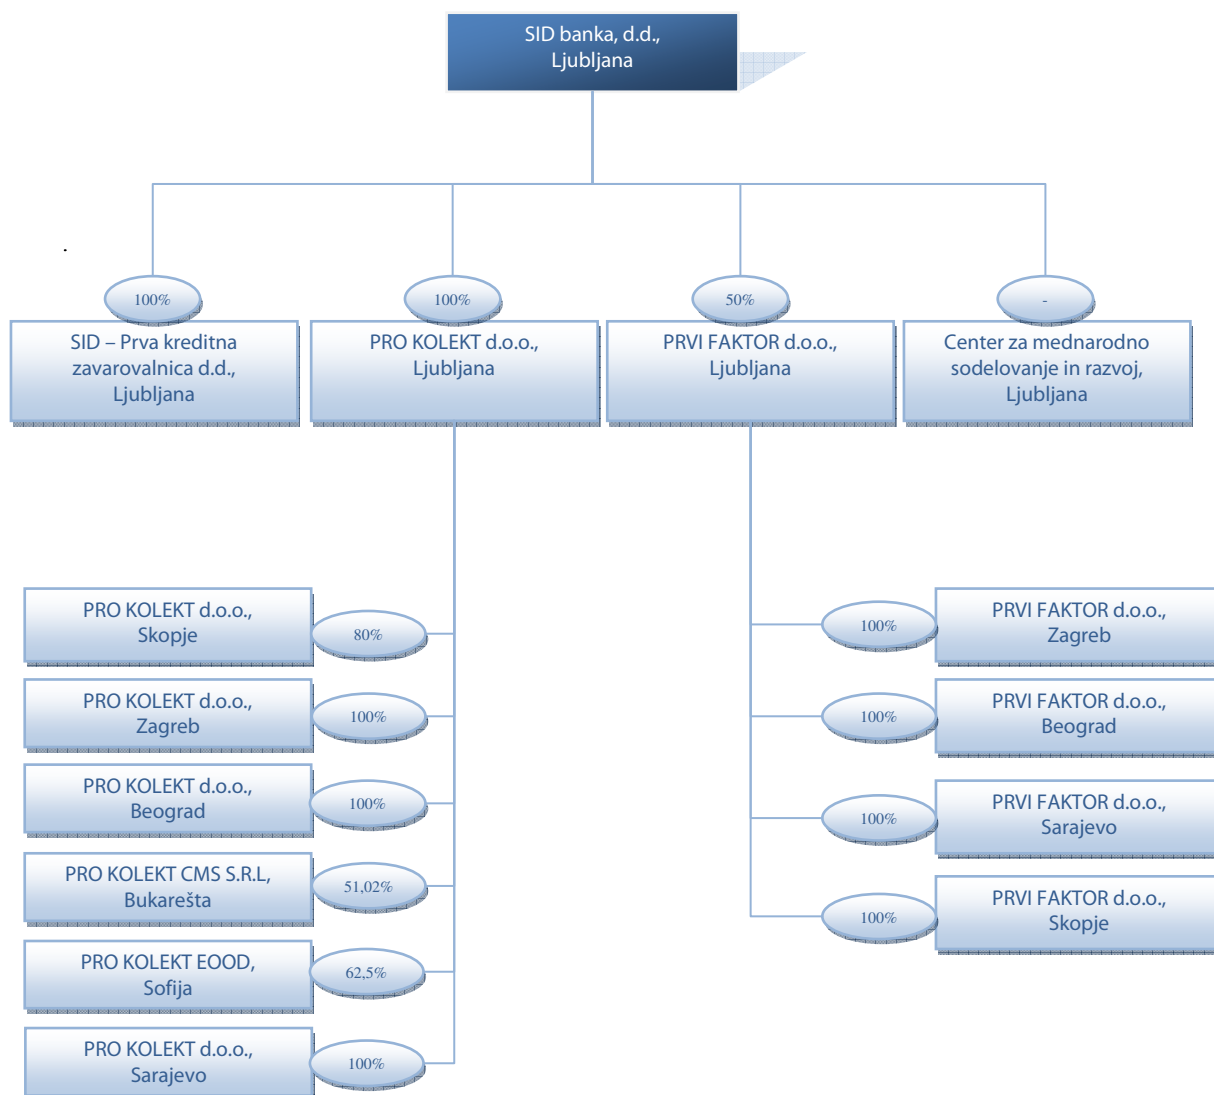 SID banka, d.d.,
Ljubljana
100%
100%
50%
-
SID – Prva kreditna
zavarovalnica d.d.,
Ljubljana
PRO KOLEKT d.o.o.,
Ljubljana
PRVI FAKTOR d.o.o.,
Ljubljana
Center za mednarodno
sodelovanje in razvoj,
Ljubljana
PRO KOLEKT d.o.o.,
Skopje
80%
PRO KOLEKT d.o.o.,
Zagreb
100%
PRO KOLEKT d.o.o.,
Beograd
100%
PRO KOLEKT CMS S.R.L,
Bukarešta
51,02%
PRO KOLEKT EOOD,
Sofija
62,5%
PRO KOLEKT d.o.o.,
Sarajevo
100%
100%
PRVI FAKTOR d.o.o.,
Zagreb
100%
PRVI FAKTOR d.o.o.,
Beograd
100%
PRVI FAKTOR d.o.o.,
Sarajevo
100%
PRVI FAKTOR d.o.o.,
Skopje